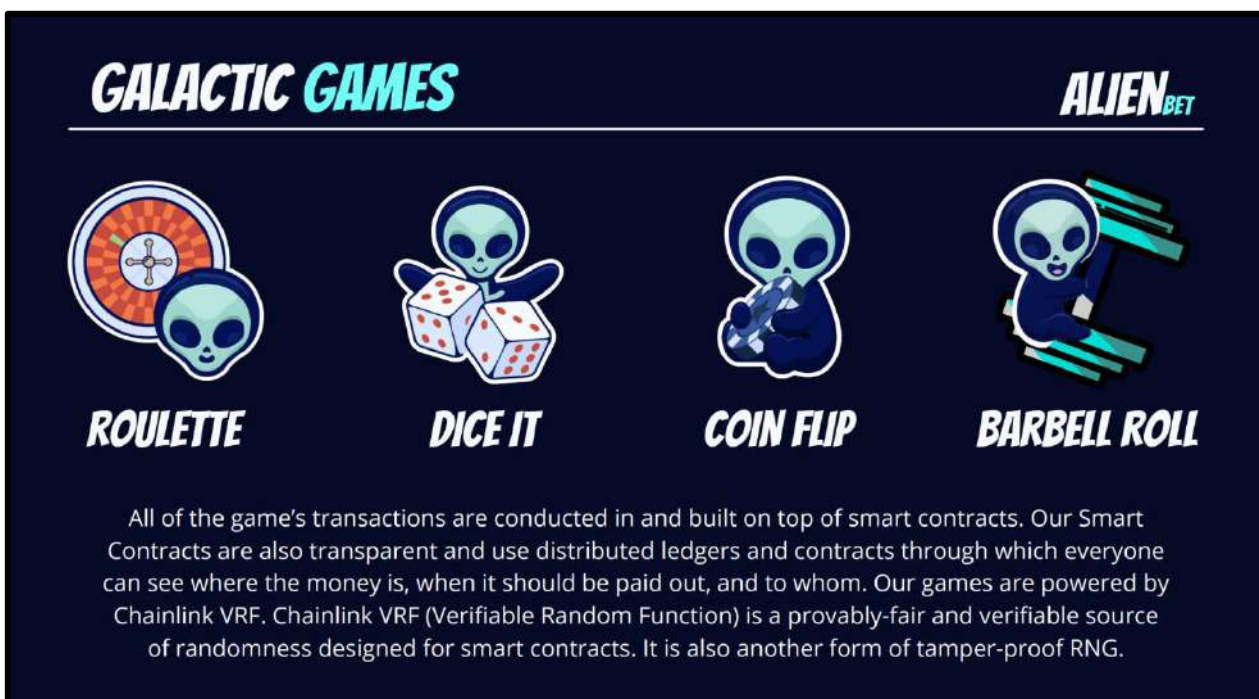 GALACTIC GAMES
ALIEN BET
ROULETTE
DICE IT
COIN FLIP
BARBELL ROLL
All of the game's transactions are conducted in and built on top of smart contracts. Our Smart
Contracts are also transparent and use distributed ledgers and contracts through which everyone
can see where the money is, when it should be paid out, and to whom. Our games are powered by
Chainlink VRF. Chainlink VRF (Verifiable Random Function) is a provably-fair and verifiable source
of randomness designed for smart contracts. It is also another form of tamper-proof RNG.